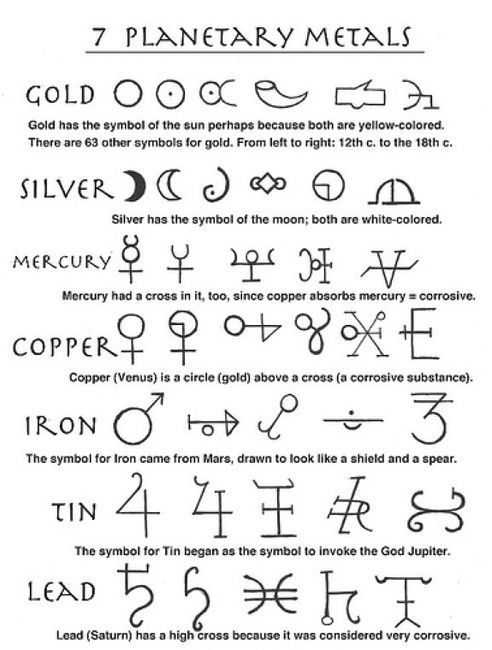 7 PLANETARY METALS
GOLD
Gold has the symbol of the sun perhaps because both are yellow-colored.
There are 63 other symbols for gold. From left to right: 12th c. to the 18th c.
SILVER
Silver has the symbol of the moon; both are white-colored.
MERCURY
Mercury had a cross in it, too, since copper absorbs mercury = corrosive.
COPPER
Copper (Venus) is a circle (gold) above a cross (a corrosive substance).
IRON
The symbol for Iron came from Mars, drawn to look like a shield and a spear.
TIN
The symbol for Tin began as the symbol to invoke the God Jupiter.
LEAD
Lead (Saturn) has a high cross because it was considered very corrosive.